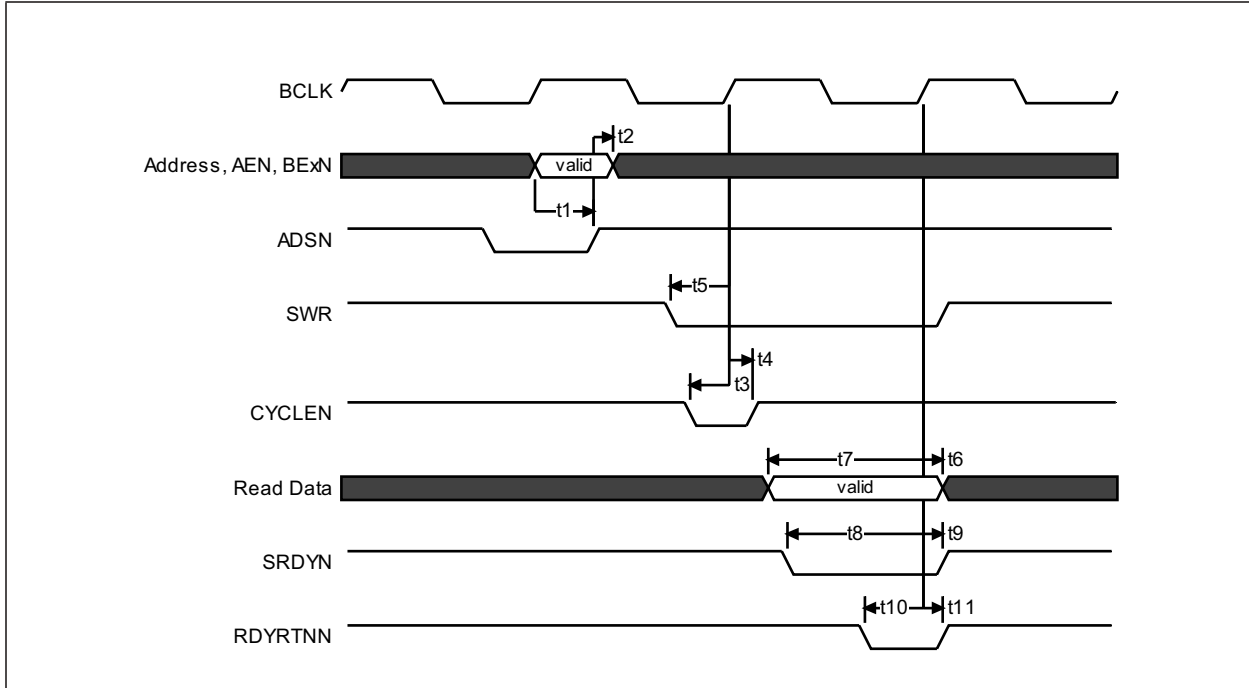 BCLK
t2
Address, AEN, BExN
valid
t1
ADSN
t5
SWR
t4
t3
CYCLEN
t7
t6
Read Data
valid
t8
t9
SRDYN
t10
t11
RDYRTNN